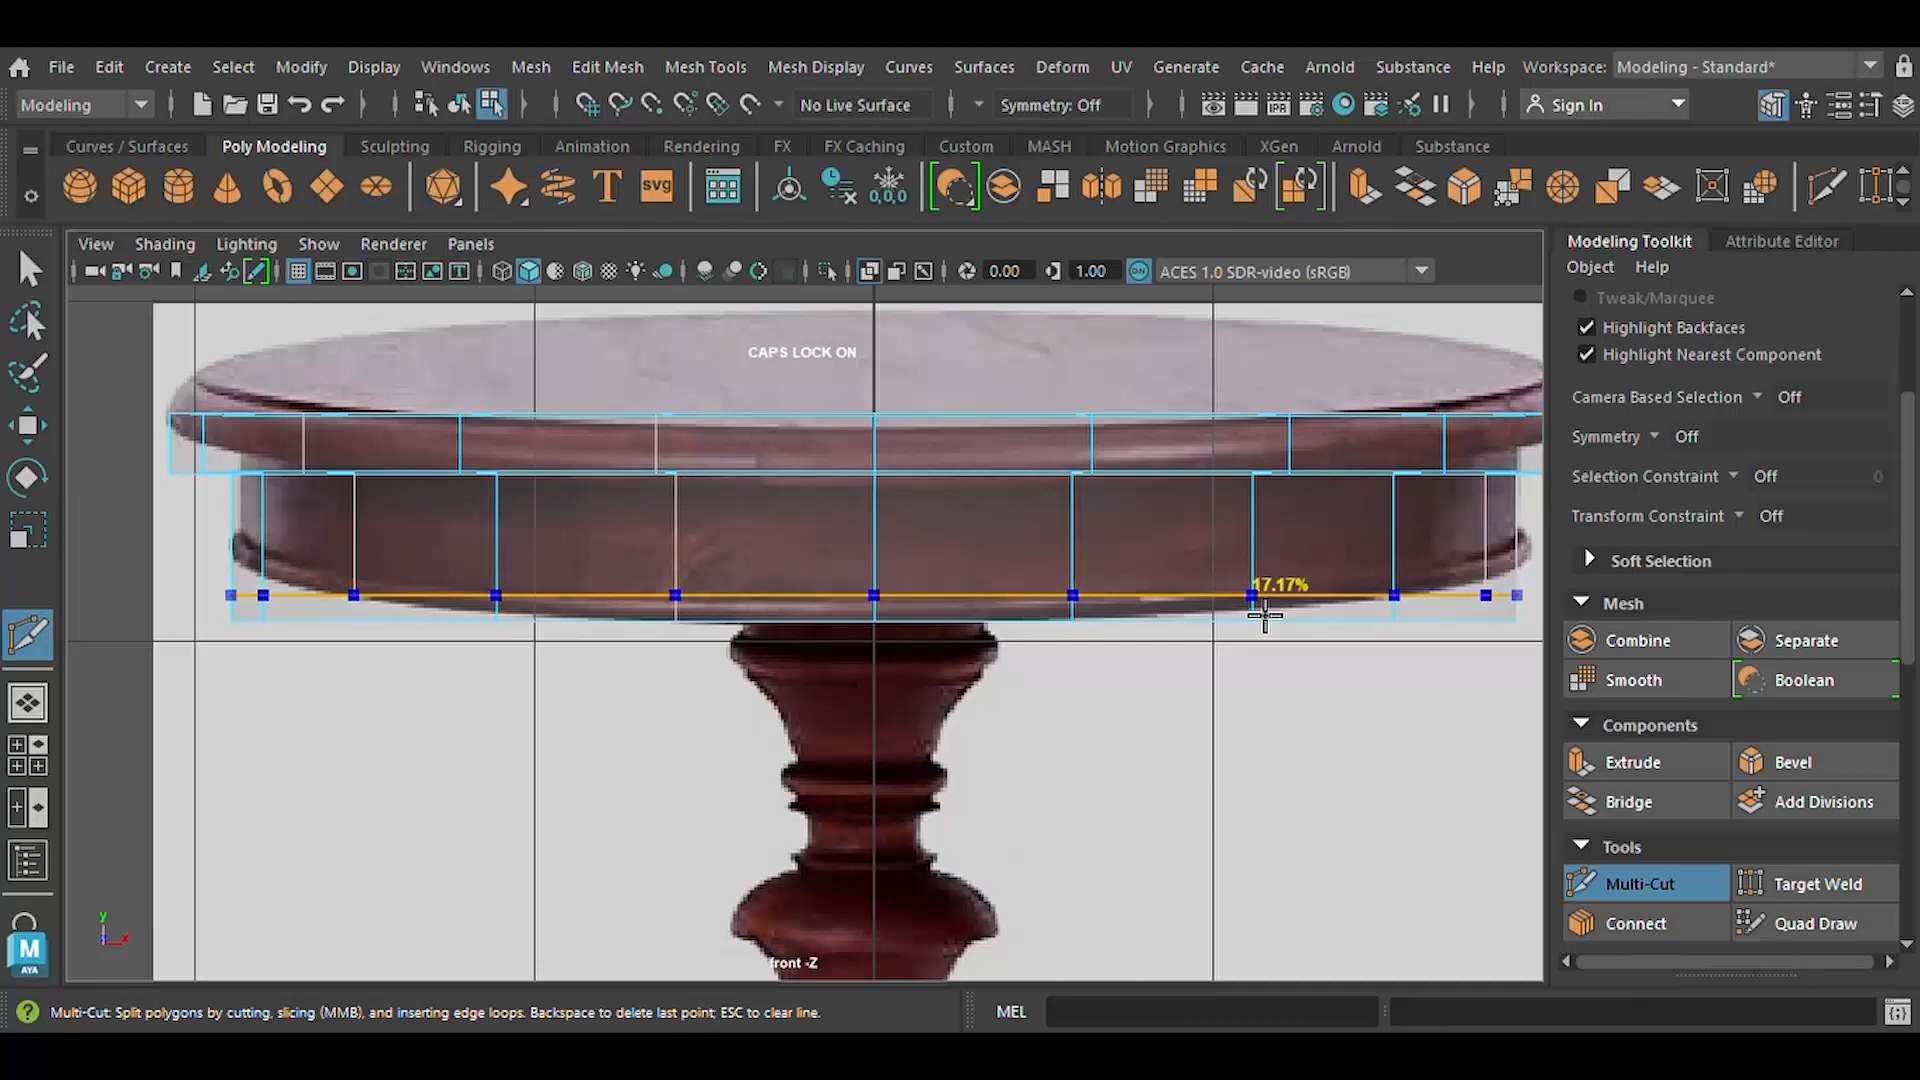 File Edit Create Select Modify Display Windows Mesh Edit Mesh Mesh Tools Mesh Display Curves Surfaces Deform UV Generate Cache Arnold Substance Help Workspace: Modeling - Standard*
Modeling No Live Surface Symmetry: Off IPR Sign In
Curves / Surfaces Poly Modeling Sculpting Rigging Animation Rendering FX FX Caching Custom MASH Motion Graphics XGen Arnold Substance
T svg 0,0,0
View Shading Lighting Show Renderer Panels
0.00 1.00 ON ACES 1.0 SDR-video (sRGB)
CAPS LOCK ON
17.17%
y
x
front -Z
Modeling Toolkit Attribute Editor
Object Help
Tweak/Marquee
Highlight Backfaces
Highlight Nearest Component
Camera Based Selection Off
Symmetry Off
Selection Constraint Off 0
Transform Constraint Off
Soft Selection
Mesh
Combine Separate
Smooth Boolean
Components
Extrude Bevel
Bridge Add Divisions
Tools
Multi-Cut Target Weld
Connect Quad Draw
M
AYA
Multi-Cut: Split polygons by cutting, slicing (MMB), and inserting edge loops. Backspace to delete last point; ESC to clear line. MEL